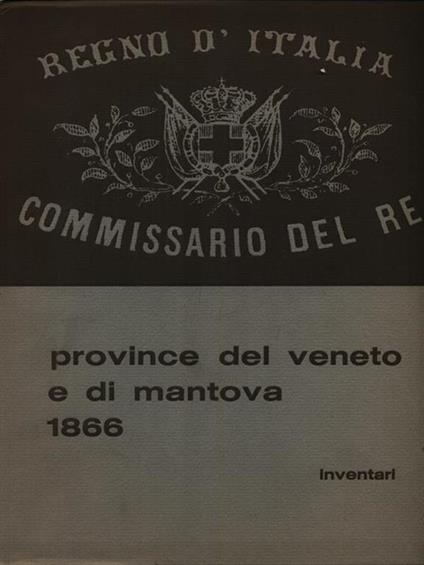 REGNO D' ITALIA
COMMISSARIO DEL RE
province del veneto
e di mantova
1866
inventari